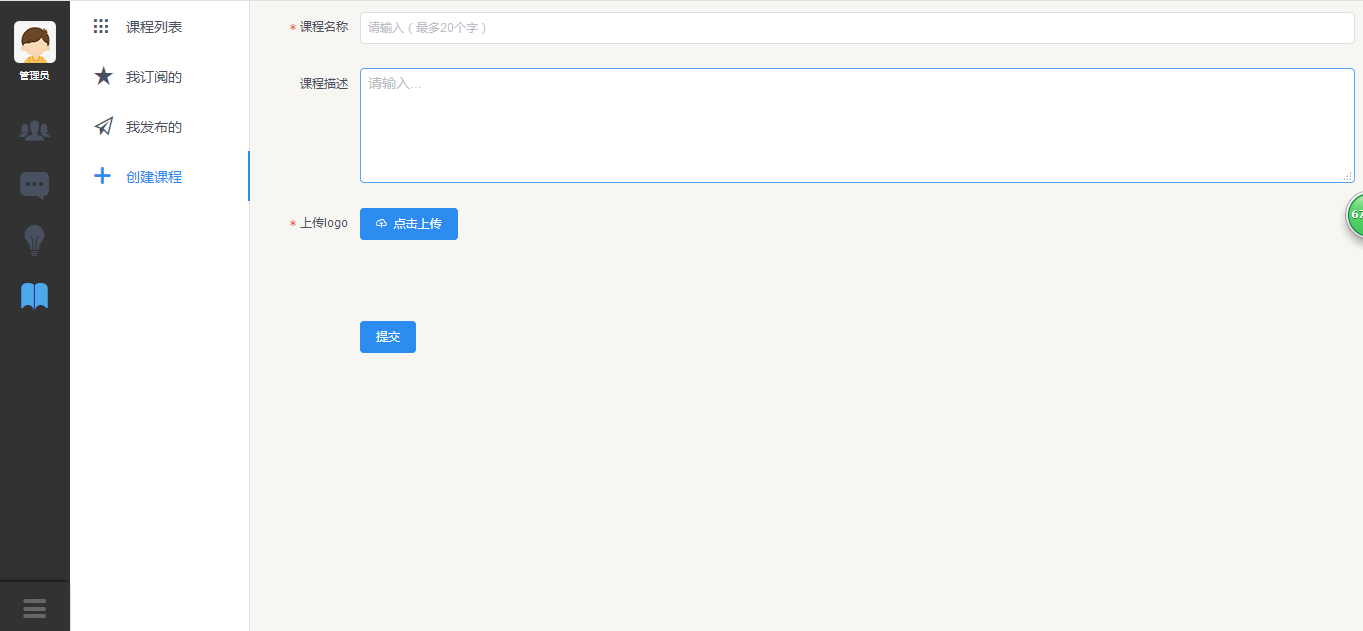 管理员
课程列表
我订阅的
我发布的
创建课程
* 课程名称
请输入（最多20个字）
课程描述
请输入...
* 上传logo
点击上传
提交
67